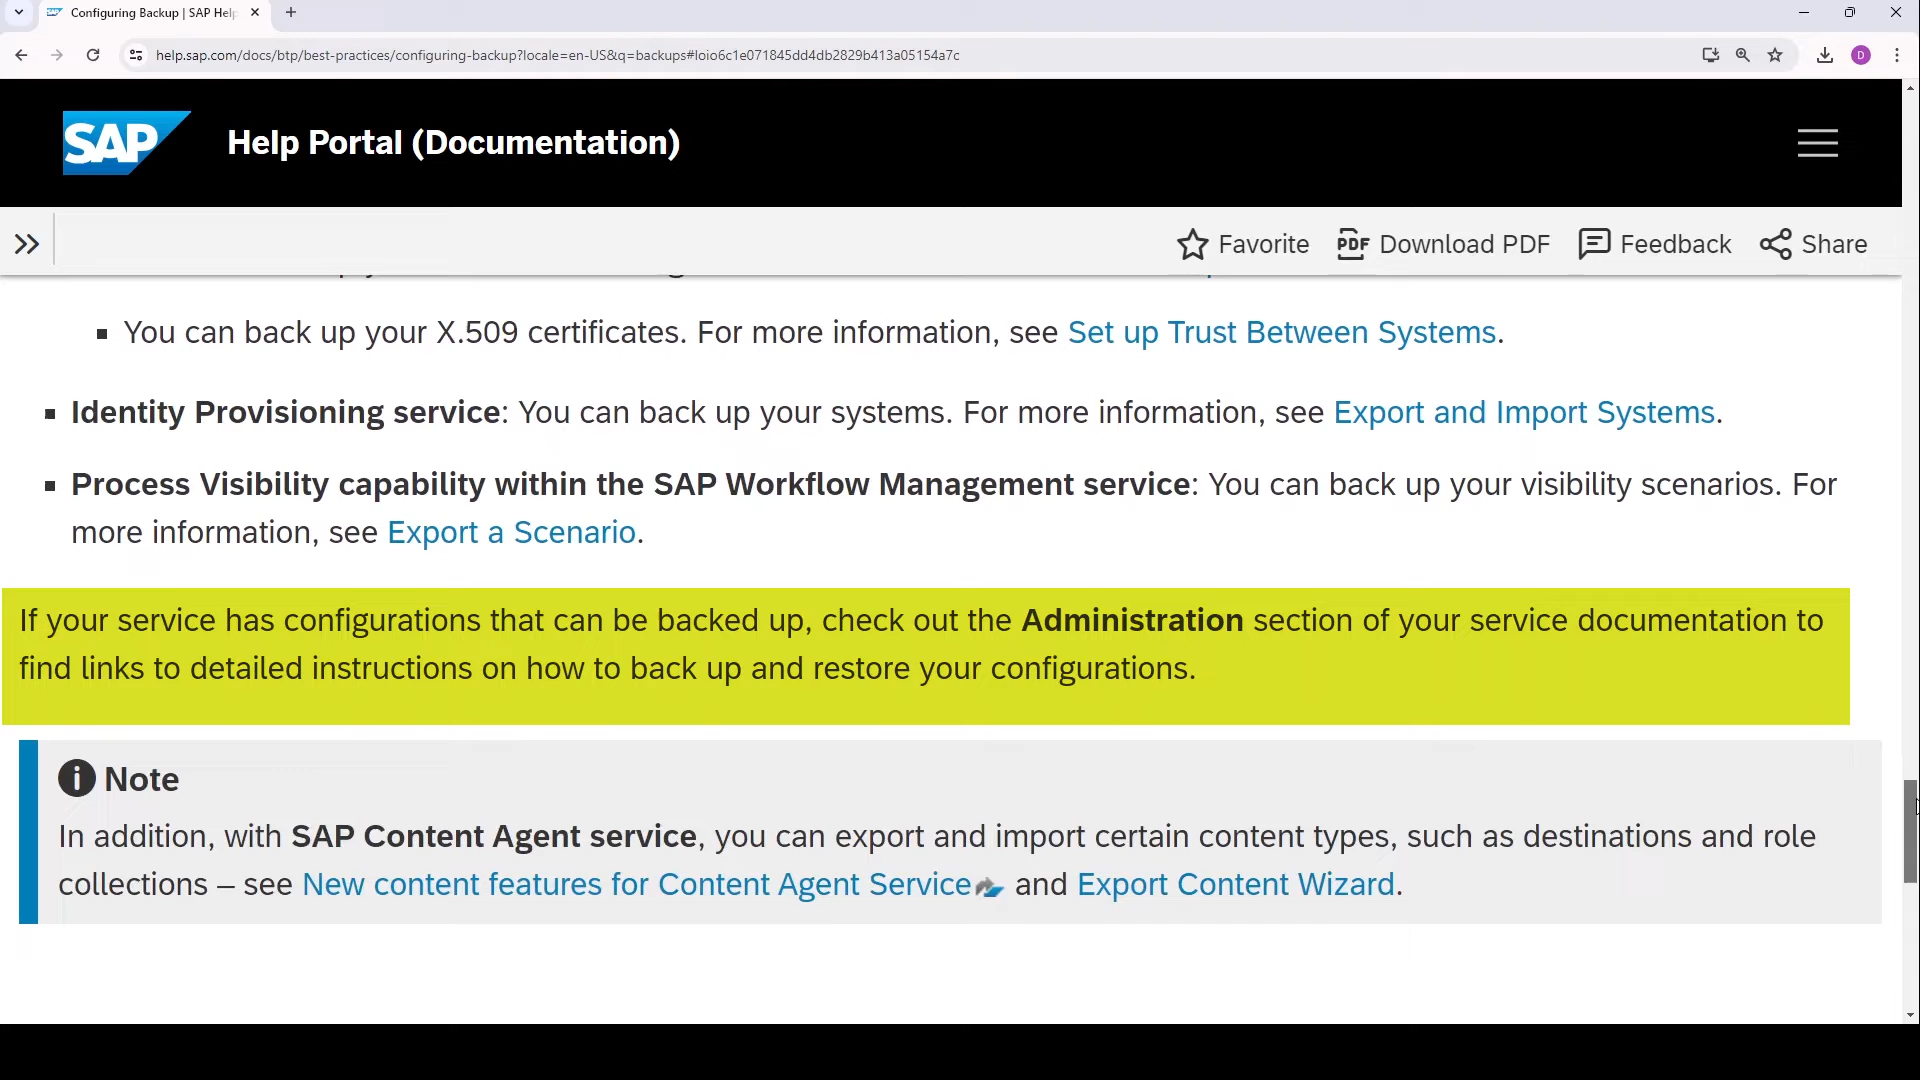 Configuring Backup | SAP Help
help.sap.com/docs/btp/best-practices/configuring-backup?locale=en-US&q=backups#loio6c1e071845dd4db2829b413a05154a7c
D
SAP
Help Portal (Documentation)
Favorite
PDF Download PDF
Feedback
Share
You can back up your X.509 certificates. For more information, see Set up Trust Between Systems.
Identity Provisioning service: You can back up your systems. For more information, see Export and Import Systems.
Process Visibility capability within the SAP Workflow Management service: You can back up your visibility scenarios. For
more information, see Export a Scenario.
If your service has configurations that can be backed up, check out the Administration section of your service documentation to
find links to detailed instructions on how to back up and restore your configurations.
Note
In addition, with SAP Content Agent service, you can export and import certain content types, such as destinations and role
collections – see New content features for Content Agent Service and Export Content Wizard.